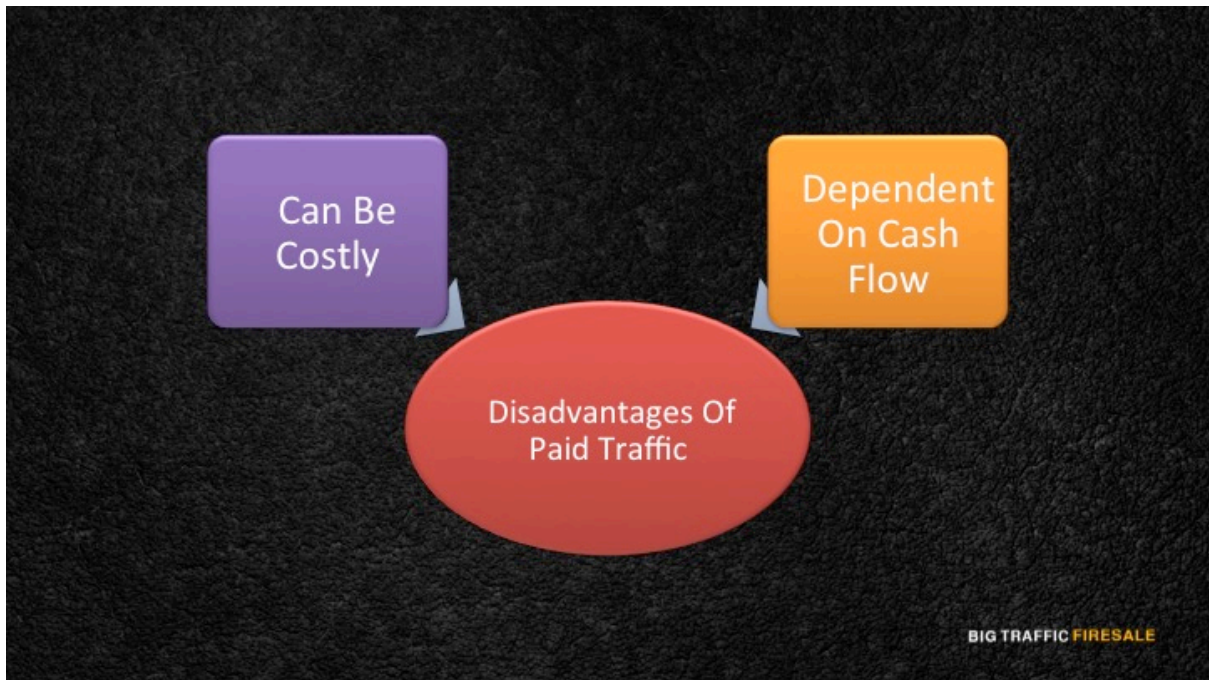 Can Be
Costly
Dependent
On Cash
Flow
Disadvantages Of
Paid Traffic
BIG TRAFFIC FIRESALE